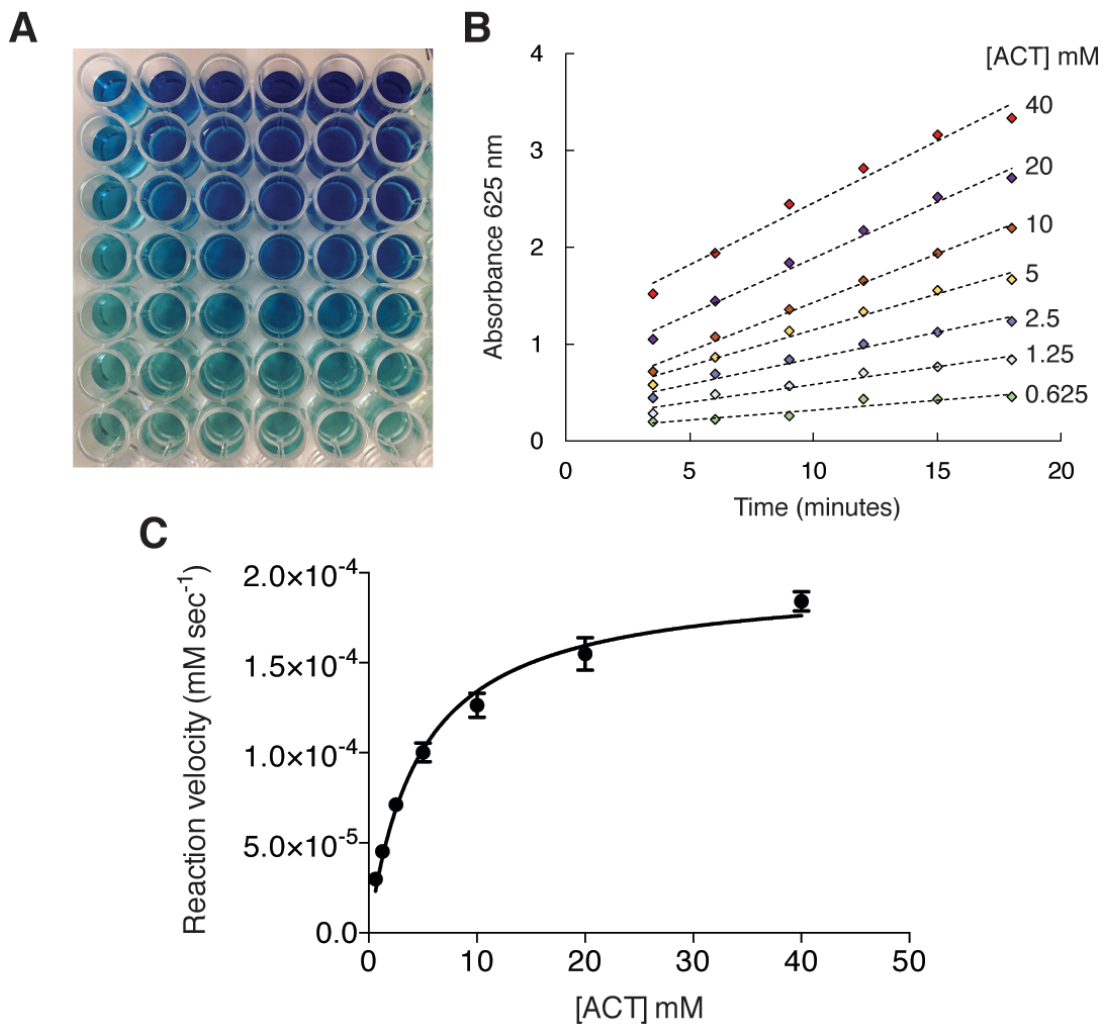 A
B
[ACT] mM
4
3
2
1
0
Absorbance 625 nm
40
20
10
5
2.5
1.25
0.625
0 5 10 15 20
Time (minutes)
C
Reaction velocity (mM sec⁻¹)
2.0×10⁻⁴
1.5×10⁻⁴
1.0×10⁻⁴
5.0×10⁻⁵
0.0
0 10 20 30 40 50
[ACT] mM